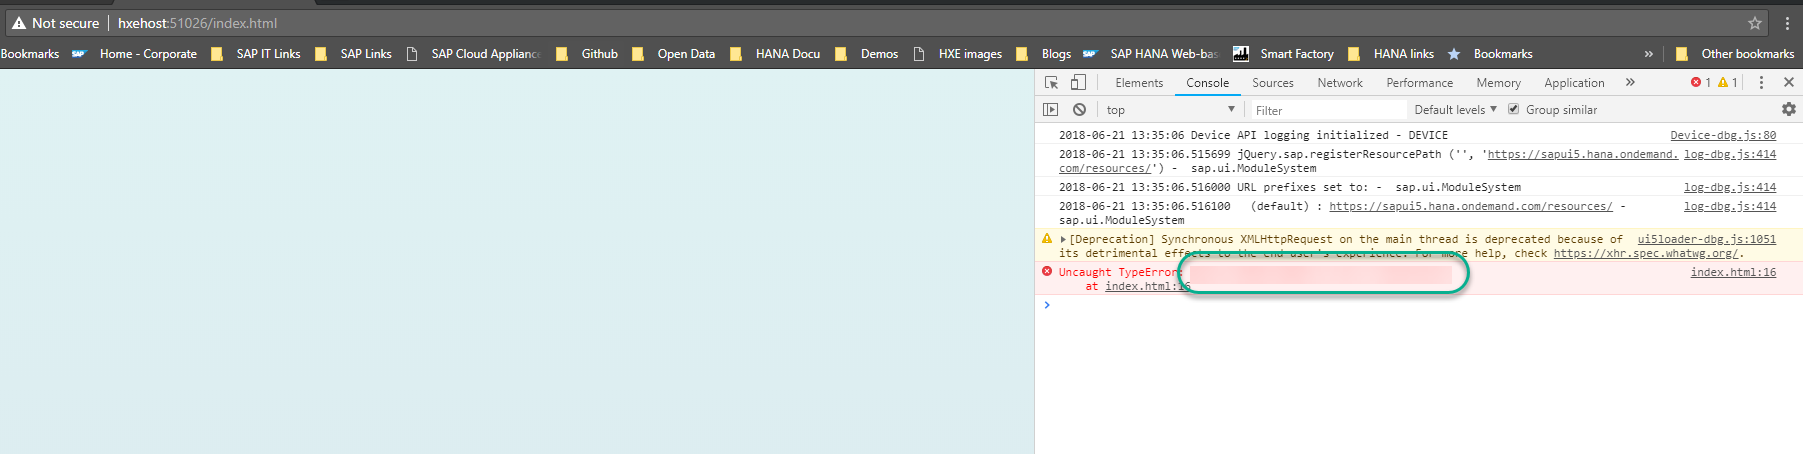 Not secure | hxehost:51026/index.html
Bookmarks SAP Home - Corporate SAP IT Links SAP Links SAP Cloud Applianc Github Open Data HANA Docu Demos HXE images Blogs SAP SAP HANA Web-bas Smart Factory HANA links Bookmarks » Other bookmarks
Elements Console Sources Network Performance Memory Application » 1 1
top Filter Default levels Group similar
2018-06-21 13:35:06 Device API logging initialized - DEVICE Device-dbg.js:80
2018-06-21 13:35:06.515699 jQuery.sap.registerResourcePath ('', 'https://sapui5.hana.ondemand. log-dbg.js:414
com/resources/') - sap.ui.ModuleSystem
2018-06-21 13:35:06.516000 URL prefixes set to: - sap.ui.ModuleSystem log-dbg.js:414
2018-06-21 13:35:06.516100 (default) : https://sapui5.hana.ondemand.com/resources/ - log-dbg.js:414
sap.ui.ModuleSystem
[Deprecation] Synchronous XMLHttpRequest on the main thread is deprecated because of ui5loader-dbg.js:1051
its detrimental effects to the end user's experience. For more help, check https://xhr.spec.whatwg.org/.
Uncaught TypeError: index.html:16
at index.html:16